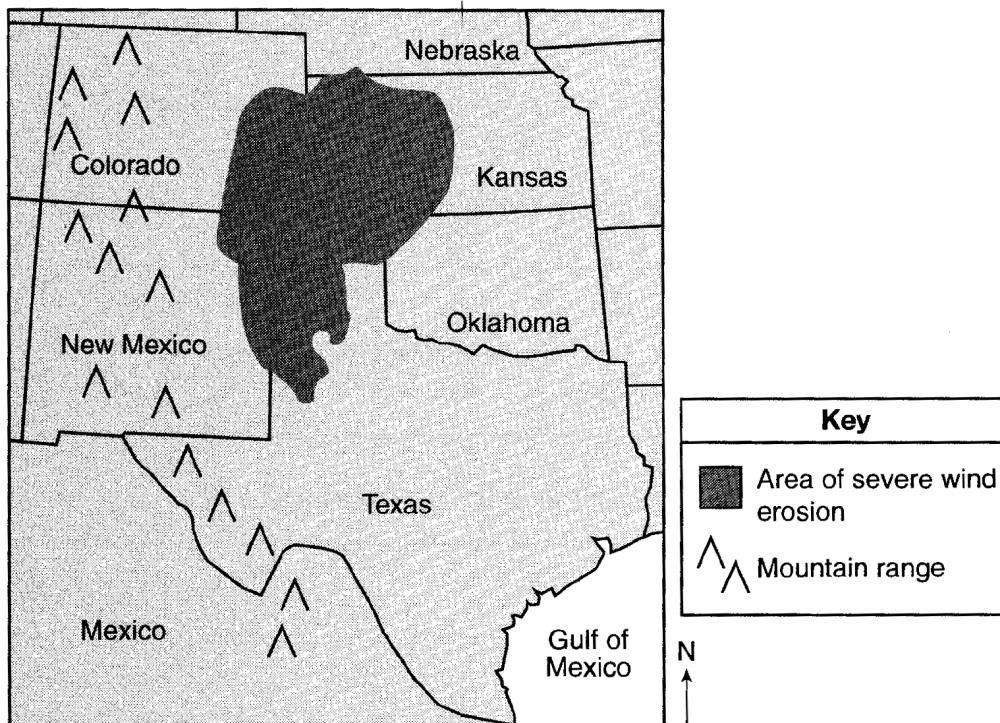 Nebraska
Colorado
Kansas
New Mexico
Oklahoma
Texas
Mexico
Gulf of
Mexico
Key
Area of severe wind
erosion
Mountain range
N